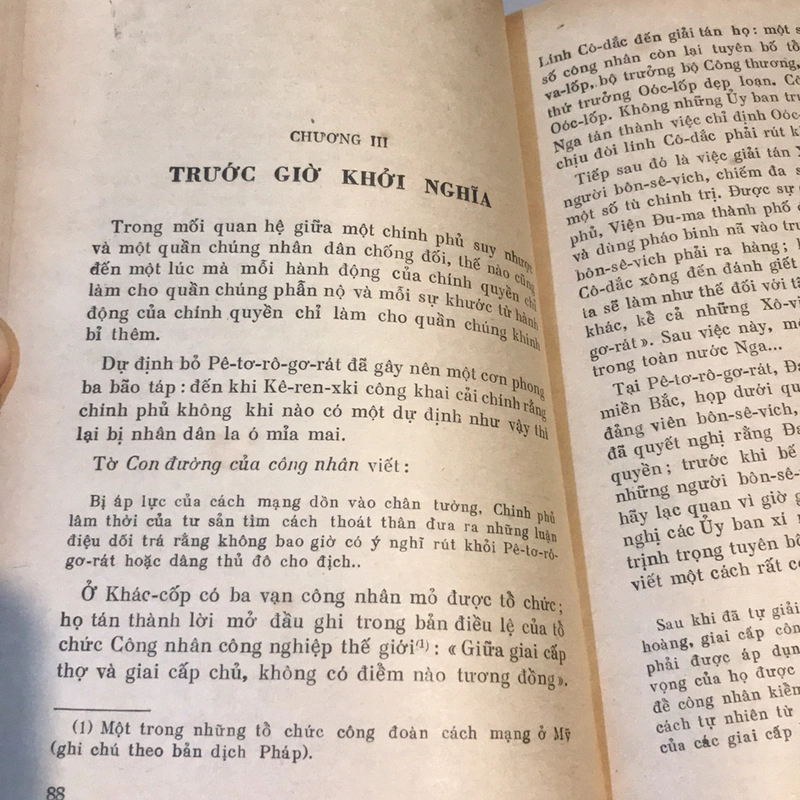 CHƯƠNG III
TRƯỚC GIỜ KHỞI NGHĨA
Trong mối quan hệ giữa một chính phủ suy nhược
và một quần chúng nhân dân chống đối, thế nào cũng
đến một lúc mà mỗi hành động của chính quyền chỉ
làm cho quần chúng phẫn nộ và mỗi sự khước từ hành
động của chính quyền chỉ làm cho quần chúng khinh
bỉ thêm.
Dự định bỏ Pê-tơ-rô-gơ-rát đã gây nên một cơn phong
ba bão táp : đến khi Kê-ren-xki công khai cải chính rằng
chính phủ không khi nào có một dự định như vậy thì
lại bị nhân dân la ó mỉa mai.
Tờ Con đường của công nhân viết :
Bị áp lực của cách mạng dồn vào chân tường, Chính phủ
lâm thời của tư sản tìm cách thoát thân đưa ra những luận
điệu dối trá rằng không bao giờ có ý nghĩ rút khỏi Pê-tơ-rô-
gơ-rát hoặc dâng thủ đô cho địch..
Ở Khác-cốp có ba vạn công nhân mỏ được tổ chức ;
họ tán thành lời mở đầu ghi trong bản điều lệ của tổ
chức Công nhân công nghiệp thế giới(1) : « Giữa giai cấp
thợ và giai cấp chủ, không có điểm nào tương đồng».
(1) Một trong những tổ chức công đoàn cách mạng ở Mỹ
(ghi chú theo bản dịch Pháp).
88
Lính Cô-dắc đến giải tán họ : một
số công nhân còn lại tuyên bố
va-lốp, bộ trưởng bộ Công thương,
thứ trưởng Oóc-lốp dẹp loạn.
Oóc-lốp. Không những Ủy ban
Nga tán thành việc chỉ định
chịu đòi lính Cô-dắc phải rút
Tiếp sau đó là việc giải tán
người bôn-sê-vích, chiếm đa
một số tù chính trị. Được sự
phủ, Viện Đu-ma thành phố
và dùng pháo binh nã vào
bôn-sê-vích phải ra hàng ;
Cô-dắc xông đến đánh giết
ta sẽ làm như thế đối với
khác, kể cả những Xô-
gơ-rát ». Sau việc này,
trong toàn nước Nga...
Tại Pê-tơ-rô-gơ-rát,
miền Bắc, họp dưới
đảng viên bôn-sê-vích,
đã quyết nghị rằng
quyền ; trước khi bế
những người bôn-sê-
hãy lạc quan vì giờ
nghị các Ủy ban xí
trịnh trọng tuyên bố
viết một cách rất
Sau khi đã tự giải
hoàng, giai cấp
phải được áp
vọng của họ được
để công nhân
cách tự nhiên từ
của các giai cấp